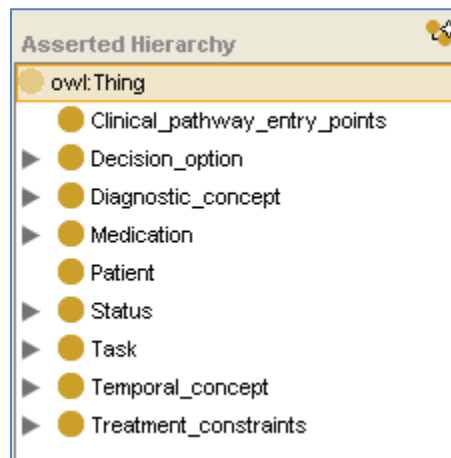 Asserted Hierarchy
owl:Thing
Clinical_pathway_entry_points
Decision_option
Diagnostic_concept
Medication
Patient
Status
Task
Temporal_concept
Treatment_constraints